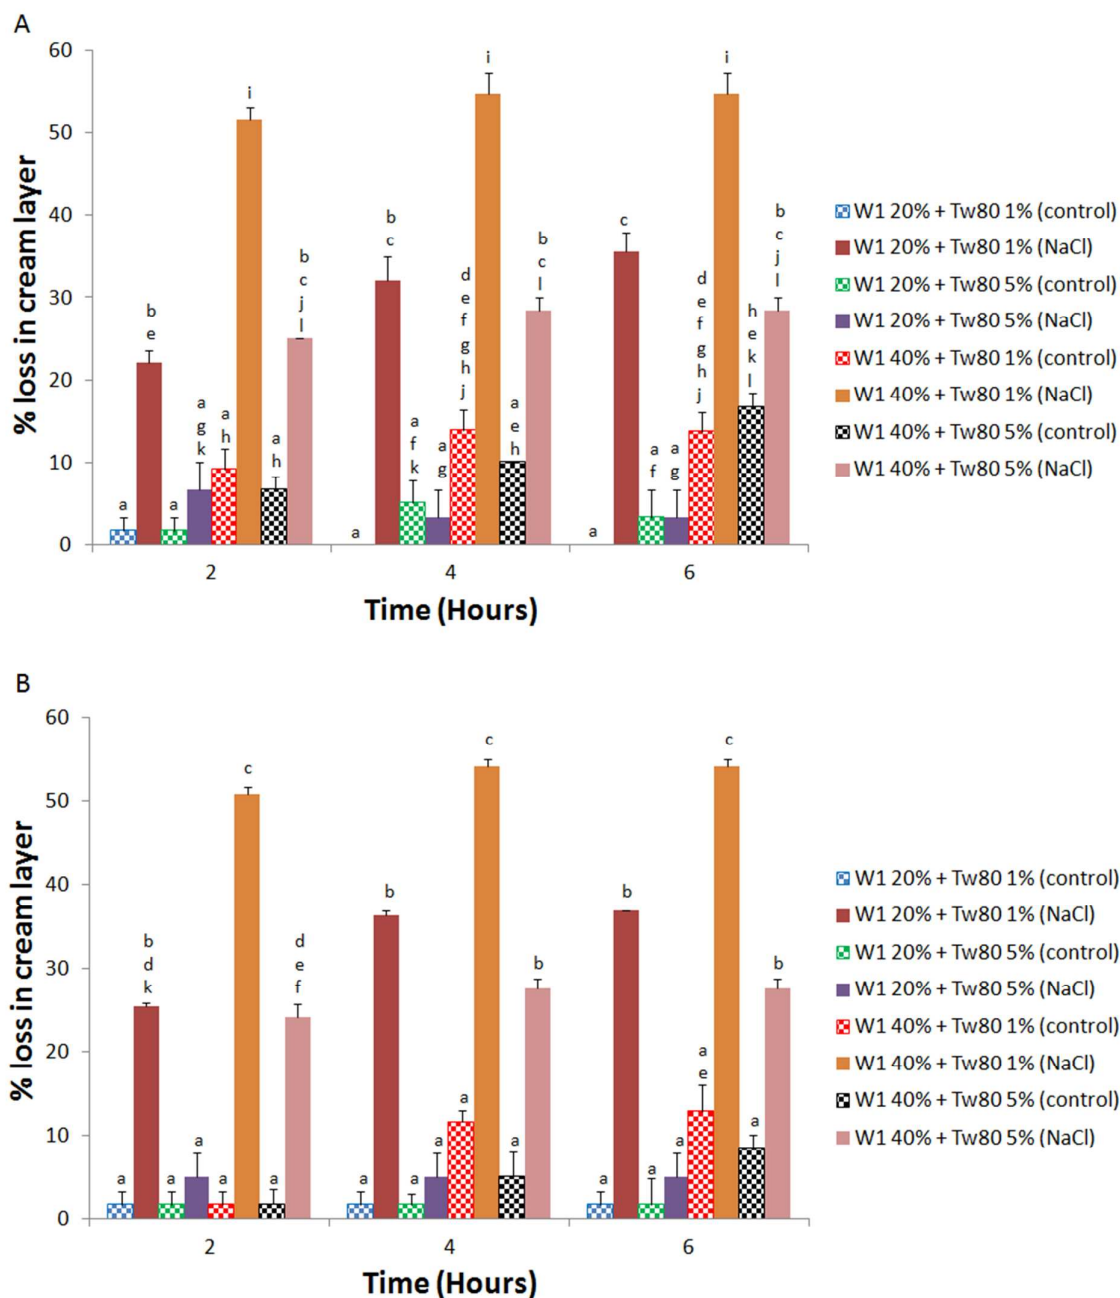 A
60
50
40
30
20
10
0
% loss in cream layer
a
b
e
a
a
g
k
a
h
i
a
h
b
c
j
l
a
b
c
a
f
k
a
g
d
e
f
g
h
j
i
a
e
h
b
c
l
a
c
a
f
a
g
d
e
f
g
h
j
i
h
e
k
l
b
c
j
l
2 4 6
Time (Hours)
W1 20% + Tw80 1% (control)
W1 20% + Tw80 1% (NaCl)
W1 20% + Tw80 5% (control)
W1 20% + Tw80 5% (NaCl)
W1 40% + Tw80 1% (control)
W1 40% + Tw80 1% (NaCl)
W1 40% + Tw80 5% (control)
W1 40% + Tw80 5% (NaCl)
B
60
50
40
30
20
10
0
% loss in cream layer
a
b
d
k
a
a
a
c
a
d
e
f
a
b
a
a
a
c
a
b
a
b
a
a
a
e
c
a
b
2 4 6
Time (Hours)
W1 20% + Tw80 1% (control)
W1 20% + Tw80 1% (NaCl)
W1 20% + Tw80 5% (control)
W1 20% + Tw80 5% (NaCl)
W1 40% + Tw80 1% (control)
W1 40% + Tw80 1% (NaCl)
W1 40% + Tw80 5% (control)
W1 40% + Tw80 5% (NaCl)